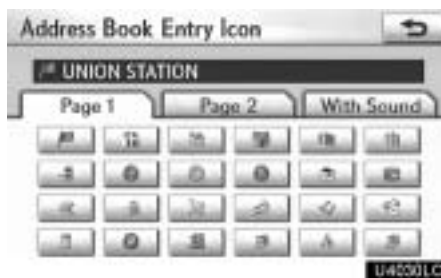 Address Book Entry Icon
UNION STATION
Page 1 Page 2 With Sound
U4030LC